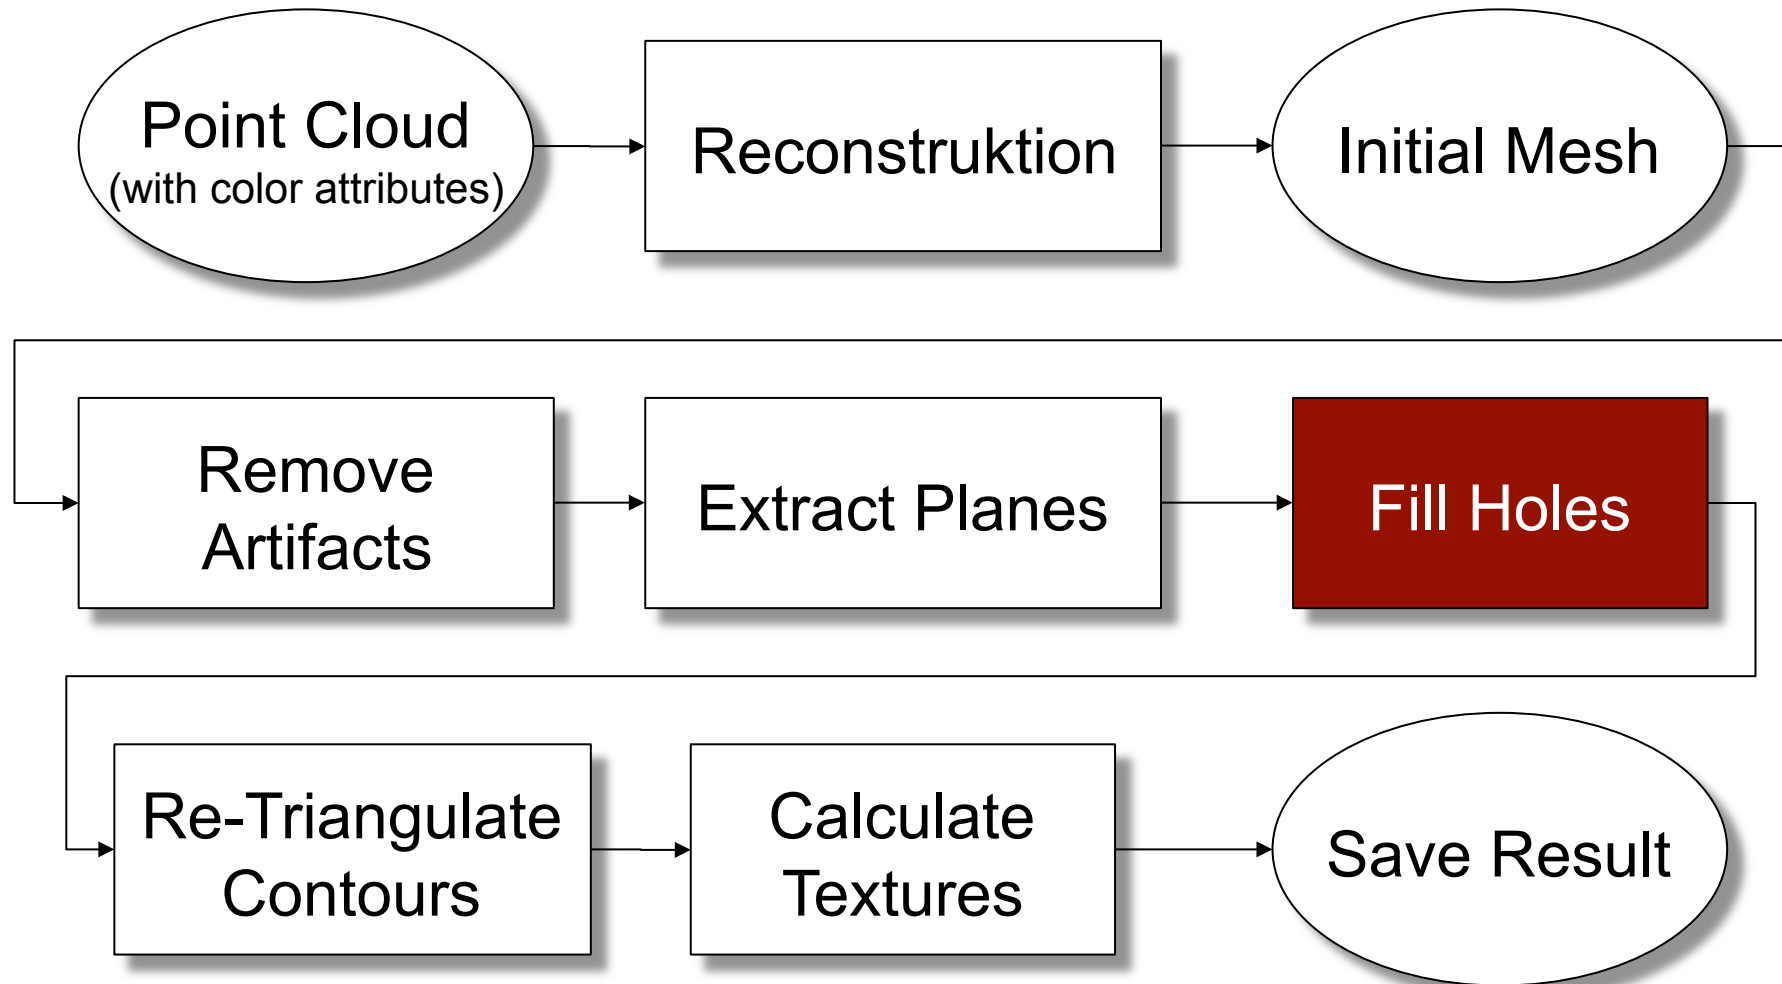 Point Cloud
(with color attributes)
Reconstruktion
Initial Mesh
Remove
Artifacts
Extract Planes
Fill Holes
Re-Triangulate
Contours
Calculate
Textures
Save Result